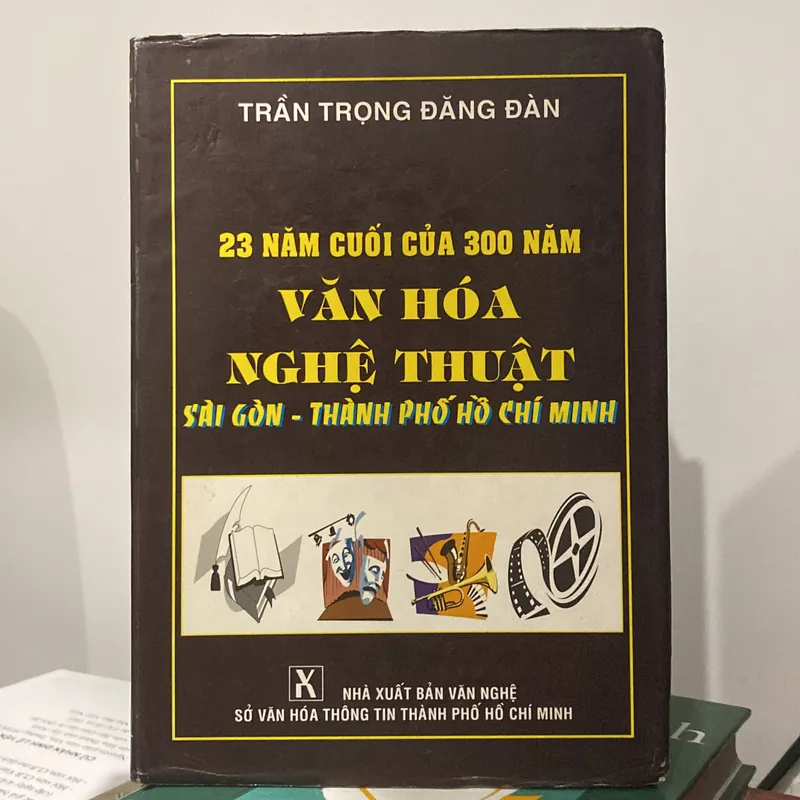 TRẦN TRỌNG ĐĂNG ĐÀN
23 NĂM CUỐI CỦA 300 NĂM
VĂN HÓA
NGHỆ THUẬT
SÀI GÒN - THÀNH PHỐ HỒ CHÍ MINH
NHÀ XUẤT BẢN VĂN NGHỆ
SỞ VĂN HÓA THÔNG TIN THÀNH PHỐ HỒ CHÍ MINH